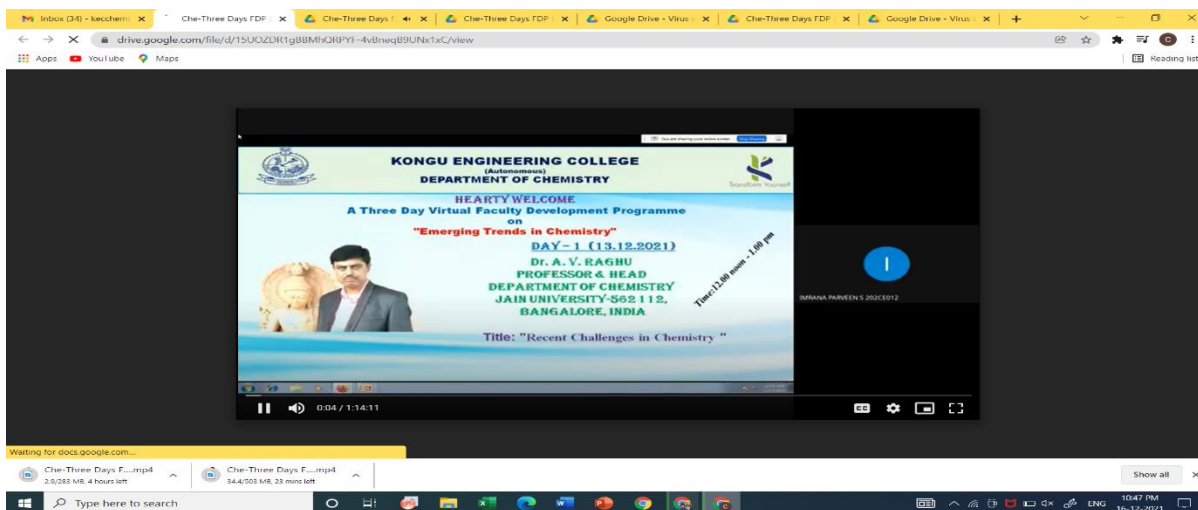 Inbox (34) - kecchemi
Che-Three Days FDP
Che-Three Days F
Che-Three Days FDP
Google Drive - Virus
Che-Three Days FDP
Google Drive - Virus
drive.google.com/file/d/15UOZDR1gBBMhQRPYF-4vBneqB9UNx1xC/view
Apps
YouTube
Maps
Reading list
KONGU ENGINEERING COLLEGE
(Autonomous)
DEPARTMENT OF CHEMISTRY
Transform Yourself
HEARTY WELCOME
A Three Day Virtual Faculty Development Programme
on
"Emerging Trends in Chemistry"
DAY - 1 (13.12.2021)
Time:12.00 noon - 1.00 pm
Dr. A. V. RAGHU
PROFESSOR & HEAD
DEPARTMENT OF CHEMISTRY
JAIN UNIVERSITY-562 112,
BANGALORE, INDIA
Title: "Recent Challenges in Chemistry "
I
IMRANA PARVEEN S 202CE012
0:04 / 1:14:11
CC
Waiting for docs.google.com...
Che-Three Days F....mp4
2.9/283 MB, 4 hours left
Che-Three Days F....mp4
34.4/503 MB, 23 mins left
Show all
Type here to search
ENG
10:47 PM
16-12-2021